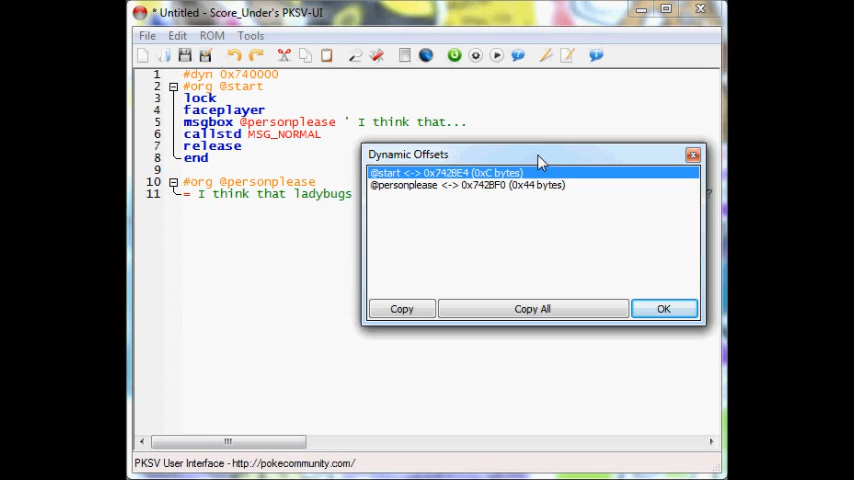 * Untitled - Score_Under's PKSV-UI
File Edit ROM Tools
1 #dyn 0x740000
2 #org @start
3 lock
4 faceplayer
5 msgbox @personplease ' I think that...
6 callstd MSG_NORMAL
7 release
8 end
9
10 #org @personplease
11 = I think that ladybugs ?
Dynamic Offsets
@start <-> 0x742BE4 (0xC bytes)
@personplease <-> 0x742BF0 (0x44 bytes)
Copy Copy All OK
PKSV User Interface - http://pokecommunity.com/